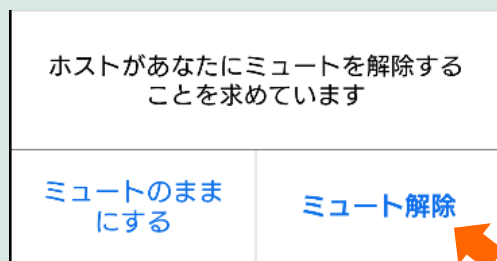 ホストがあなたにミュートを解除する
ことを求めています
ミュートのまま
にする
ミュート解除